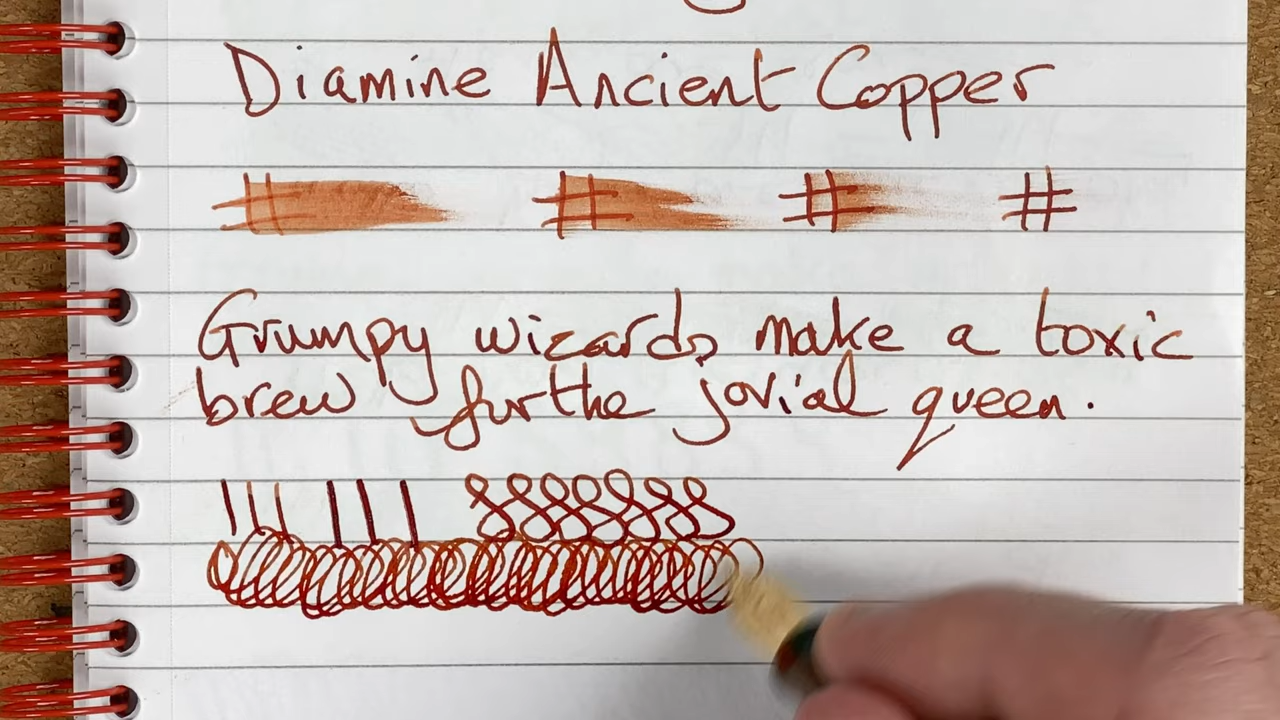 Diamine Ancient Copper
# # # #
Grumpy wizards make a toxic
brew for the jovial queen.